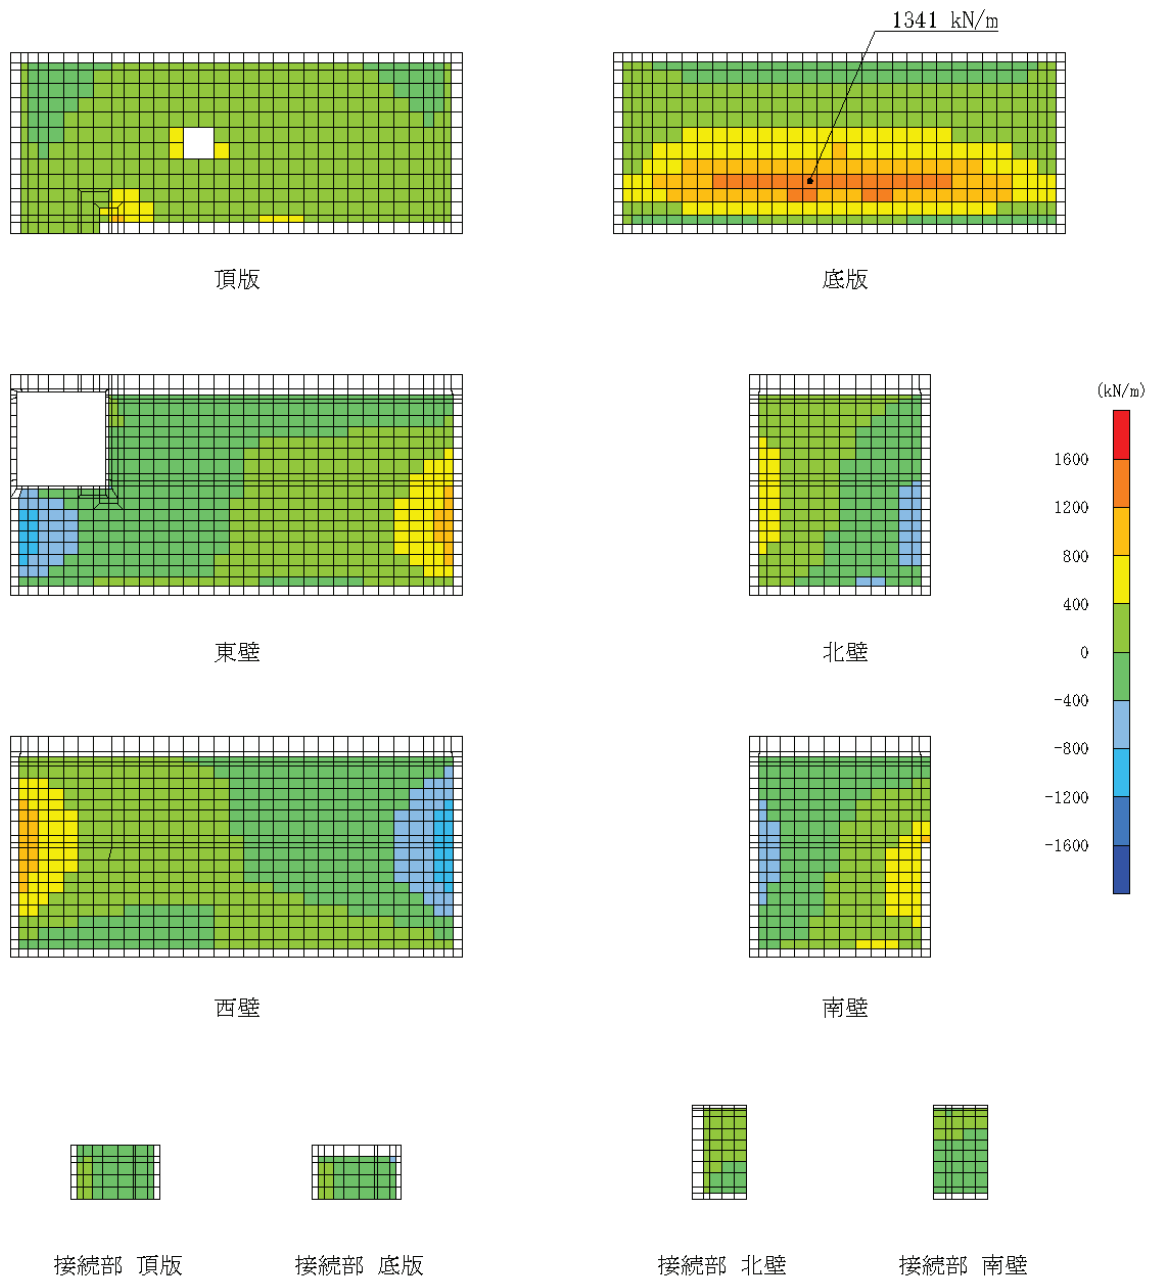 1341 kN/m
頂版
底版
(kN/m)
1600
1200
800
400
0
-400
-800
-1200
-1600
東壁
北壁
西壁
南壁
接続部 頂版
接続部 底版
接続部 北壁
接続部 南壁